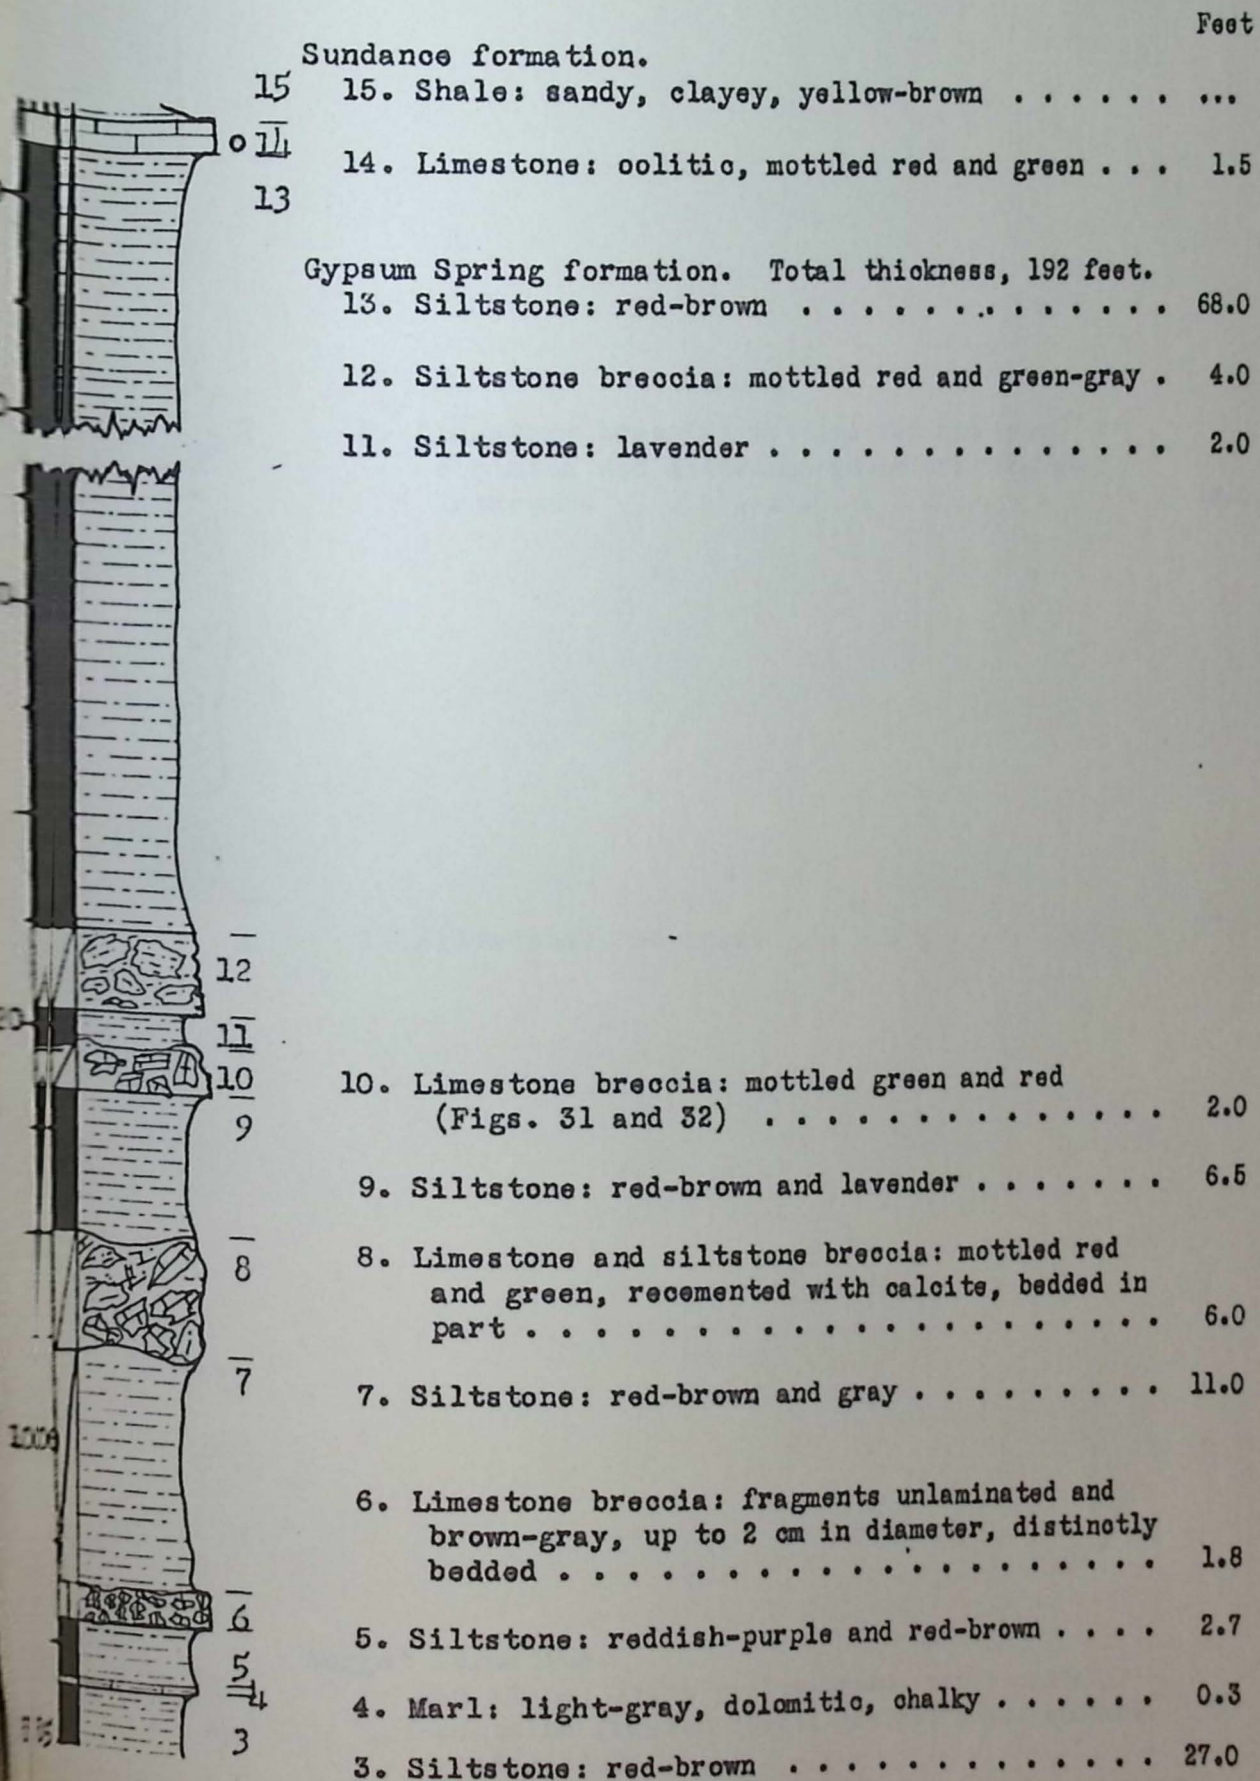 Feet
Sundance formation.
15 15. Shale: sandy, clayey, yellow-brown . . . . . . ...
o 14 14. Limestone: oolitic, mottled red and green . . . 1.5
13
Gypsum Spring formation. Total thickness, 192 feet.
13. Siltstone: red-brown . . . . . . . . . . . . . 68.0
12. Siltstone breccia: mottled red and green-gray . 4.0
11. Siltstone: lavender . . . . . . . . . . . . . . 2.0
12
11
10 10. Limestone breccia: mottled green and red
9 (Figs. 31 and 32) . . . . . . . . . . . . . . 2.0
9. Siltstone: red-brown and lavender . . . . . . . 6.5
8 8. Limestone and siltstone breccia: mottled red
and green, recemented with calcite, bedded in
part . . . . . . . . . . . . . . . . . . . 6.0
7 7. Siltstone: red-brown and gray . . . . . . . . . 11.0
6. Limestone breccia: fragments unlaminated and
brown-gray, up to 2 cm in diameter, distinctly
bedded . . . . . . . . . . . . . . . . . . 1.8
6
5. Siltstone: reddish-purple and red-brown . . . . 2.7
5
4 4. Marl: light-gray, dolomitic, chalky . . . . . . 0.3
3 3. Siltstone: red-brown . . . . . . . . . . . . . 27.0